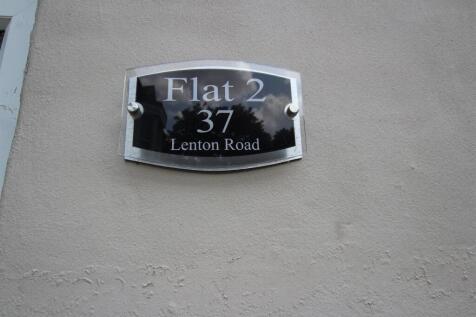 Flat 2
37
Lenton Road